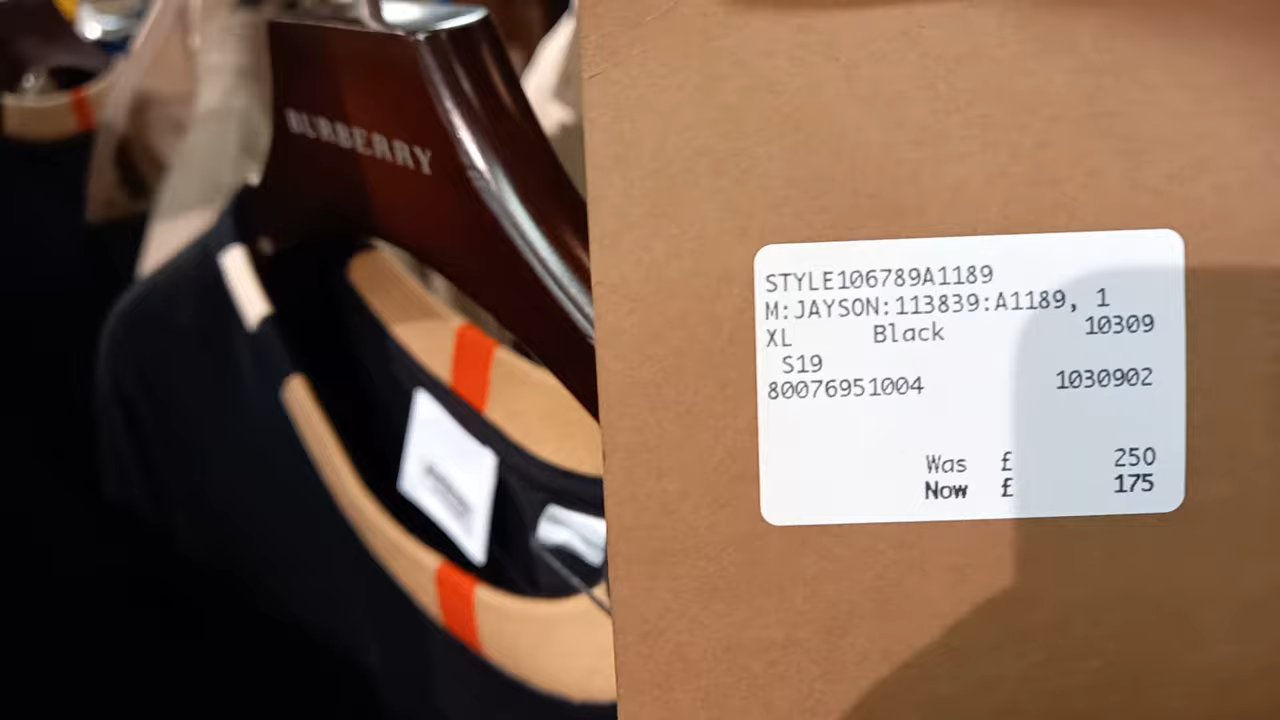 BURBERRY
STYLE106789A1189
M:JAYSON:113839:A1189, 1
XL Black 10309
S19
80076951004 1030902
Was £ 250
Now £ 175